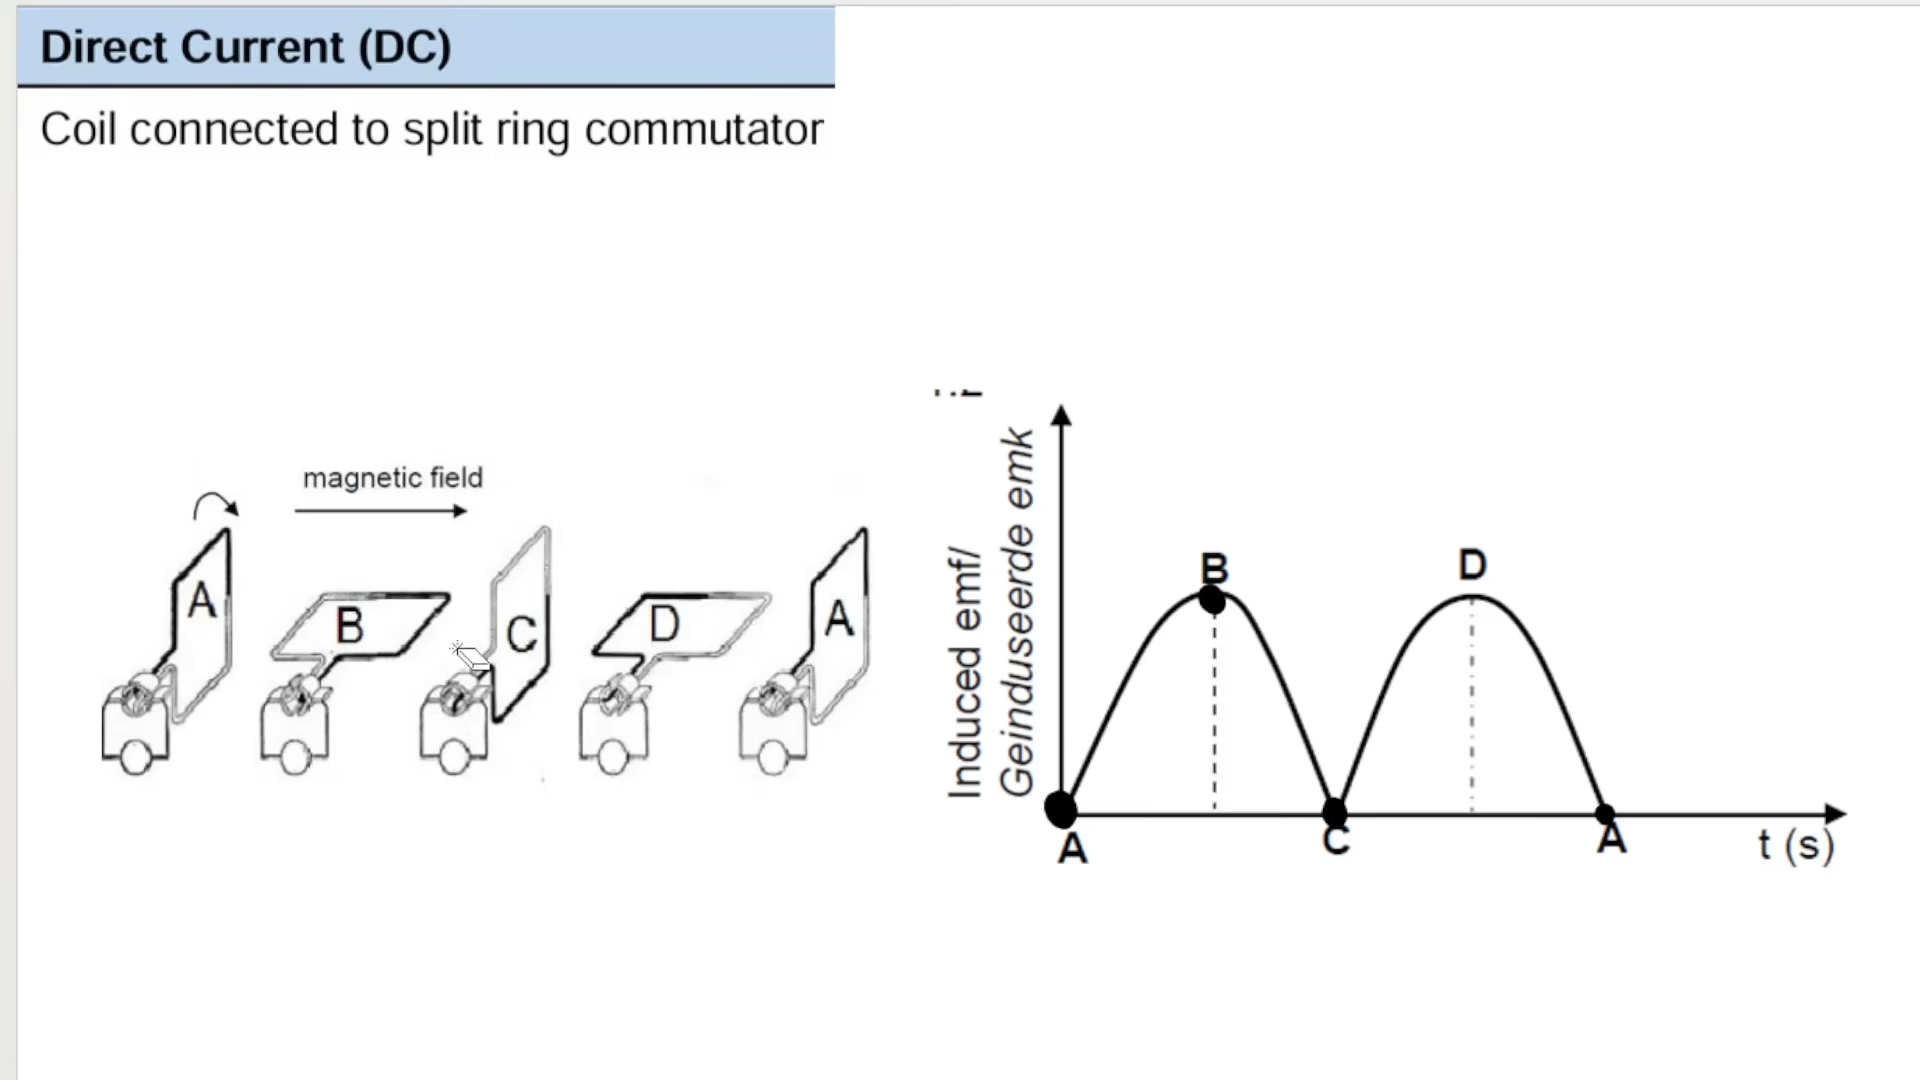 Direct Current (DC)
Coil connected to split ring commutator
magnetic field
A
B
C
D
A
Induced emf/
Geinduseerde emk
B
D
A
C
A
t (s)